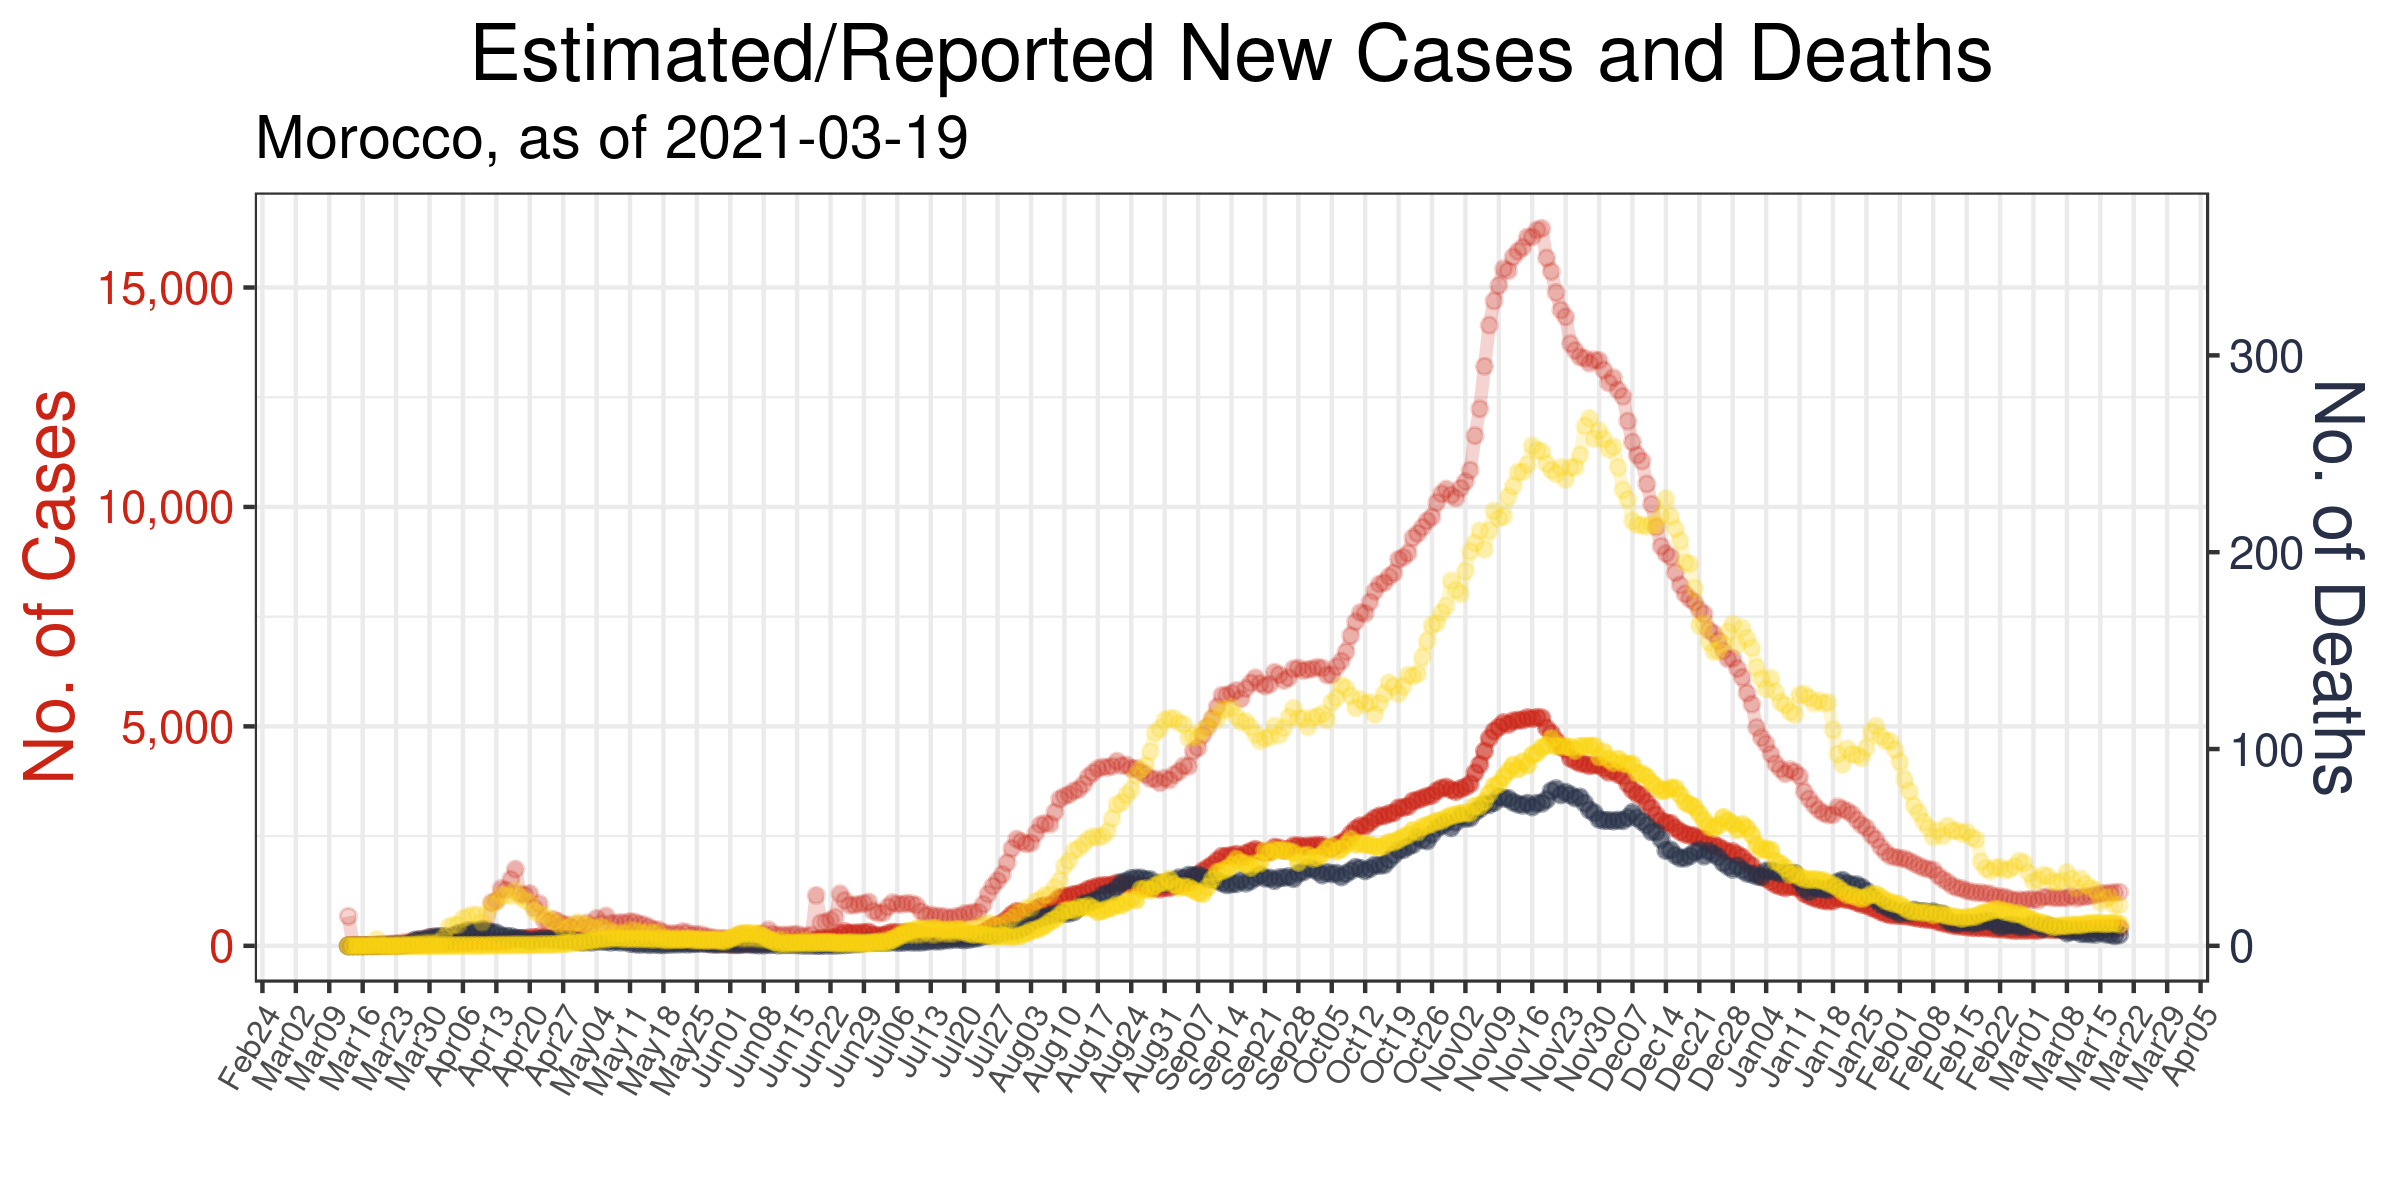 Estimated/Reported New Cases and Deaths
Morocco, as of 2021-03-19
No. of Cases
15,000
10,000
5,000
0
300
200
100
0
No. of Deaths
Feb24
Mar02
Mar09
Mar16
Mar23
Mar30
Apr06
Apr13
Apr20
Apr27
May04
May11
May18
May25
Jun01
Jun08
Jun15
Jun22
Jun29
Jul06
Jul13
Jul20
Jul27
Aug03
Aug10
Aug17
Aug24
Aug31
Sep07
Sep14
Sep21
Sep28
Oct05
Oct12
Oct19
Oct26
Nov02
Nov09
Nov16
Nov23
Nov30
Dec07
Dec14
Dec21
Dec28
Jan04
Jan11
Jan18
Jan25
Feb01
Feb08
Feb15
Feb22
Mar01
Mar08
Mar15
Mar22
Mar29
Apr05